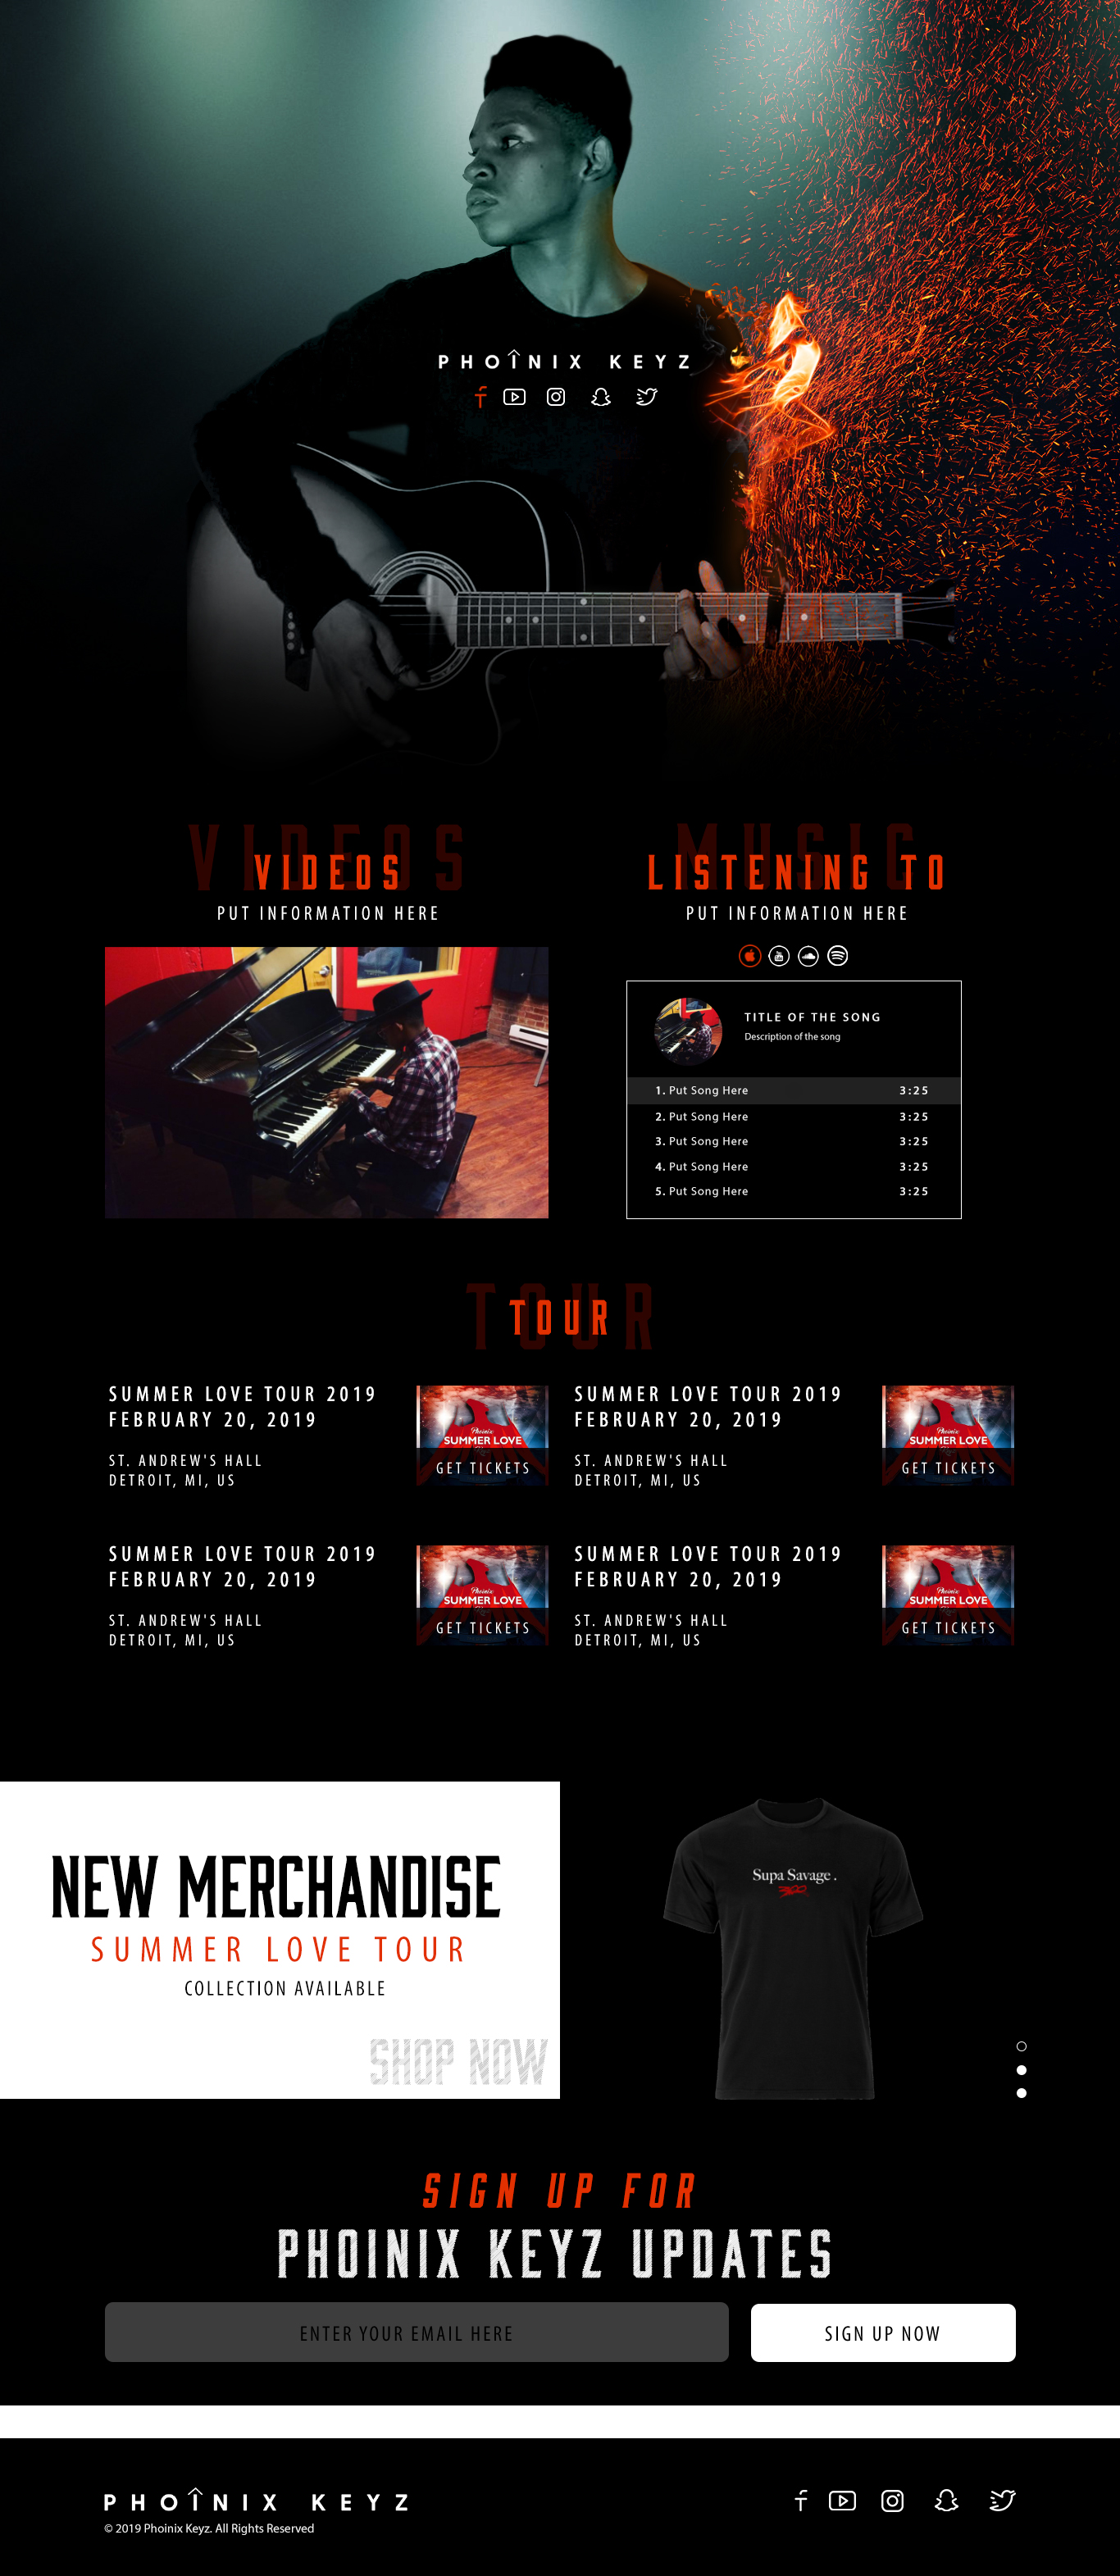 PHOINIX KEYZ
VIDEOS
VIDEOS
PUT INFORMATION HERE
MUSIC
LISTENING TO
PUT INFORMATION HERE
TITLE OF THE SONG
Description of the song
1. Put Song Here 3:25
2. Put Song Here 3:25
3. Put Song Here 3:25
4. Put Song Here 3:25
5. Put Song Here 3:25
TOUR
TOUR
SUMMER LOVE TOUR 2019
FEBRUARY 20, 2019
ST. ANDREW'S HALL
DETROIT, MI, US
Phoinix
SUMMER LOVE
GET TICKETS
SUMMER LOVE TOUR 2019
FEBRUARY 20, 2019
ST. ANDREW'S HALL
DETROIT, MI, US
Phoinix
SUMMER LOVE
GET TICKETS
SUMMER LOVE TOUR 2019
FEBRUARY 20, 2019
ST. ANDREW'S HALL
DETROIT, MI, US
Phoinix
SUMMER LOVE
GET TICKETS
SUMMER LOVE TOUR 2019
FEBRUARY 20, 2019
ST. ANDREW'S HALL
DETROIT, MI, US
Phoinix
SUMMER LOVE
GET TICKETS
NEW MERCHANDISE
SUMMER LOVE TOUR
COLLECTION AVAILABLE
SHOP NOW
Supa Savage .
300
SIGN UP FOR
PHOINIX KEYZ UPDATES
ENTER YOUR EMAIL HERE
SIGN UP NOW
PHOINIX KEYZ
© 2019 Phoinix Keyz. All Rights Reserved